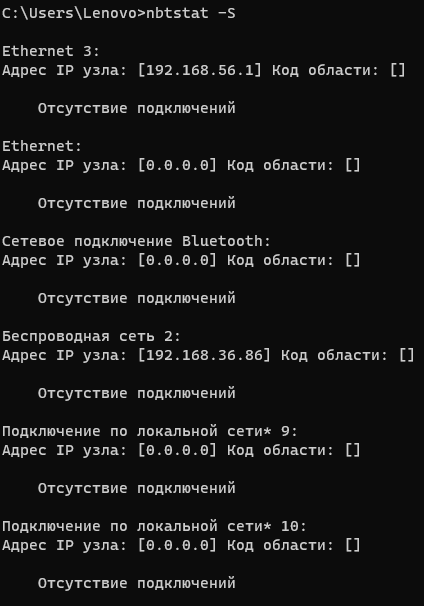 C:\Users\Lenovo>nbtstat -S
Ethernet 3:
Адрес IP узла: [192.168.56.1] Код области: []
Отсутствие подключений
Ethernet:
Адрес IP узла: [0.0.0.0] Код области: []
Отсутствие подключений
Сетевое подключение Bluetooth:
Адрес IP узла: [0.0.0.0] Код области: []
Отсутствие подключений
Беспроводная сеть 2:
Адрес IP узла: [192.168.36.86] Код области: []
Отсутствие подключений
Подключение по локальной сети* 9:
Адрес IP узла: [0.0.0.0] Код области: []
Отсутствие подключений
Подключение по локальной сети* 10:
Адрес IP узла: [0.0.0.0] Код области: []
Отсутствие подключений